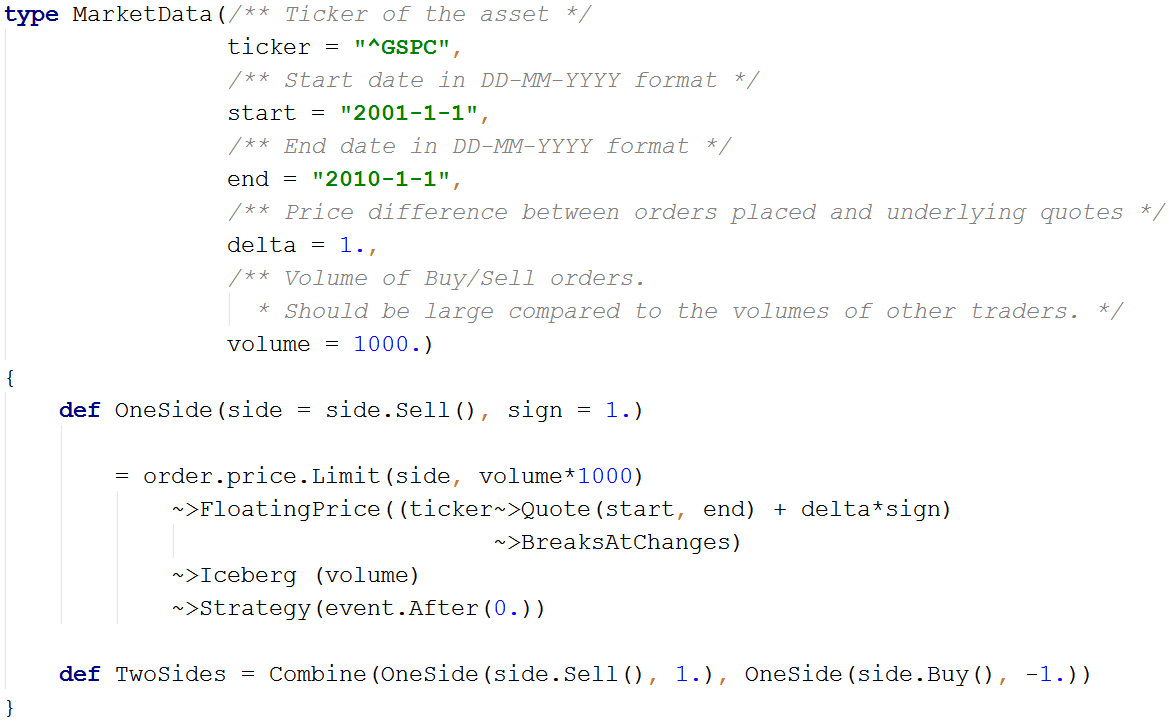 type MarketData(/** Ticker of the asset */
                ticker = "^GSPC",
                /** Start date in DD-MM-YYYY format */
                start = "2001-1-1",
                /** End date in DD-MM-YYYY format */
                end = "2010-1-1",
                /** Price difference between orders placed and underlying quotes */
                delta = 1.,
                /** Volume of Buy/Sell orders.
                  * Should be large compared to the volumes of other traders. */
                volume = 1000.)
{
    def OneSide(side = side.Sell(), sign = 1.)

        = order.price.Limit(side, volume*1000)
            ~>FloatingPrice((ticker~>Quote(start, end) + delta*sign)
                                   ~>BreaksAtChanges)
            ~>Iceberg (volume)
            ~>Strategy(event.After(0.))

    def TwoSides = Combine(OneSide(side.Sell(), 1.), OneSide(side.Buy(), -1.))
}